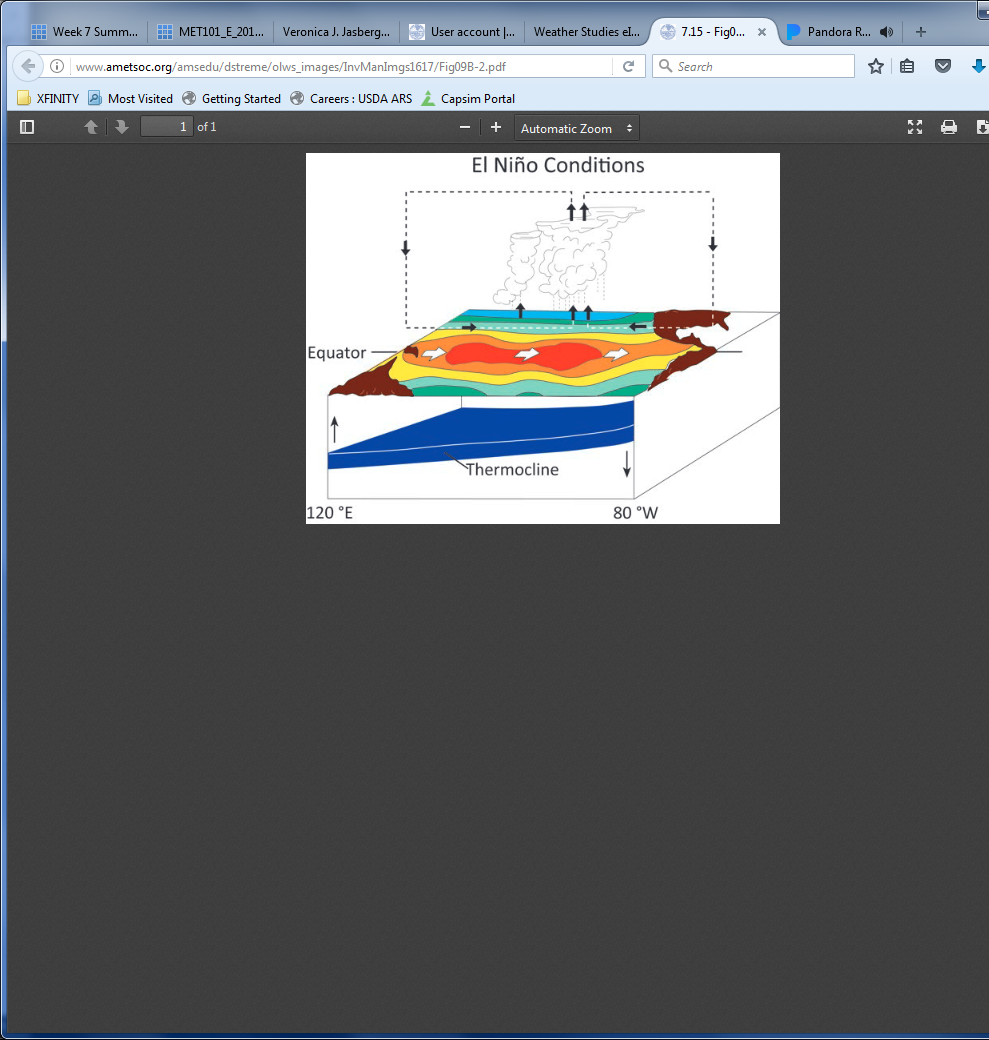 Week 7 Summ...
MET101_E_201...
Veronica J. Jasberg...
User account |...
Weather Studies eI...
7.15 - Fig0...
Pandora R...
www.ametsoc.org/amsedu/dstreme/olws_images/InvManImgs1617/Fig09B-2.pdf
Search
XFINITY
Most Visited
Getting Started
Careers : USDA ARS
Capsim Portal
1 of 1
Automatic Zoom
El Niño Conditions
Equator
Thermocline
120 °E
80 °W